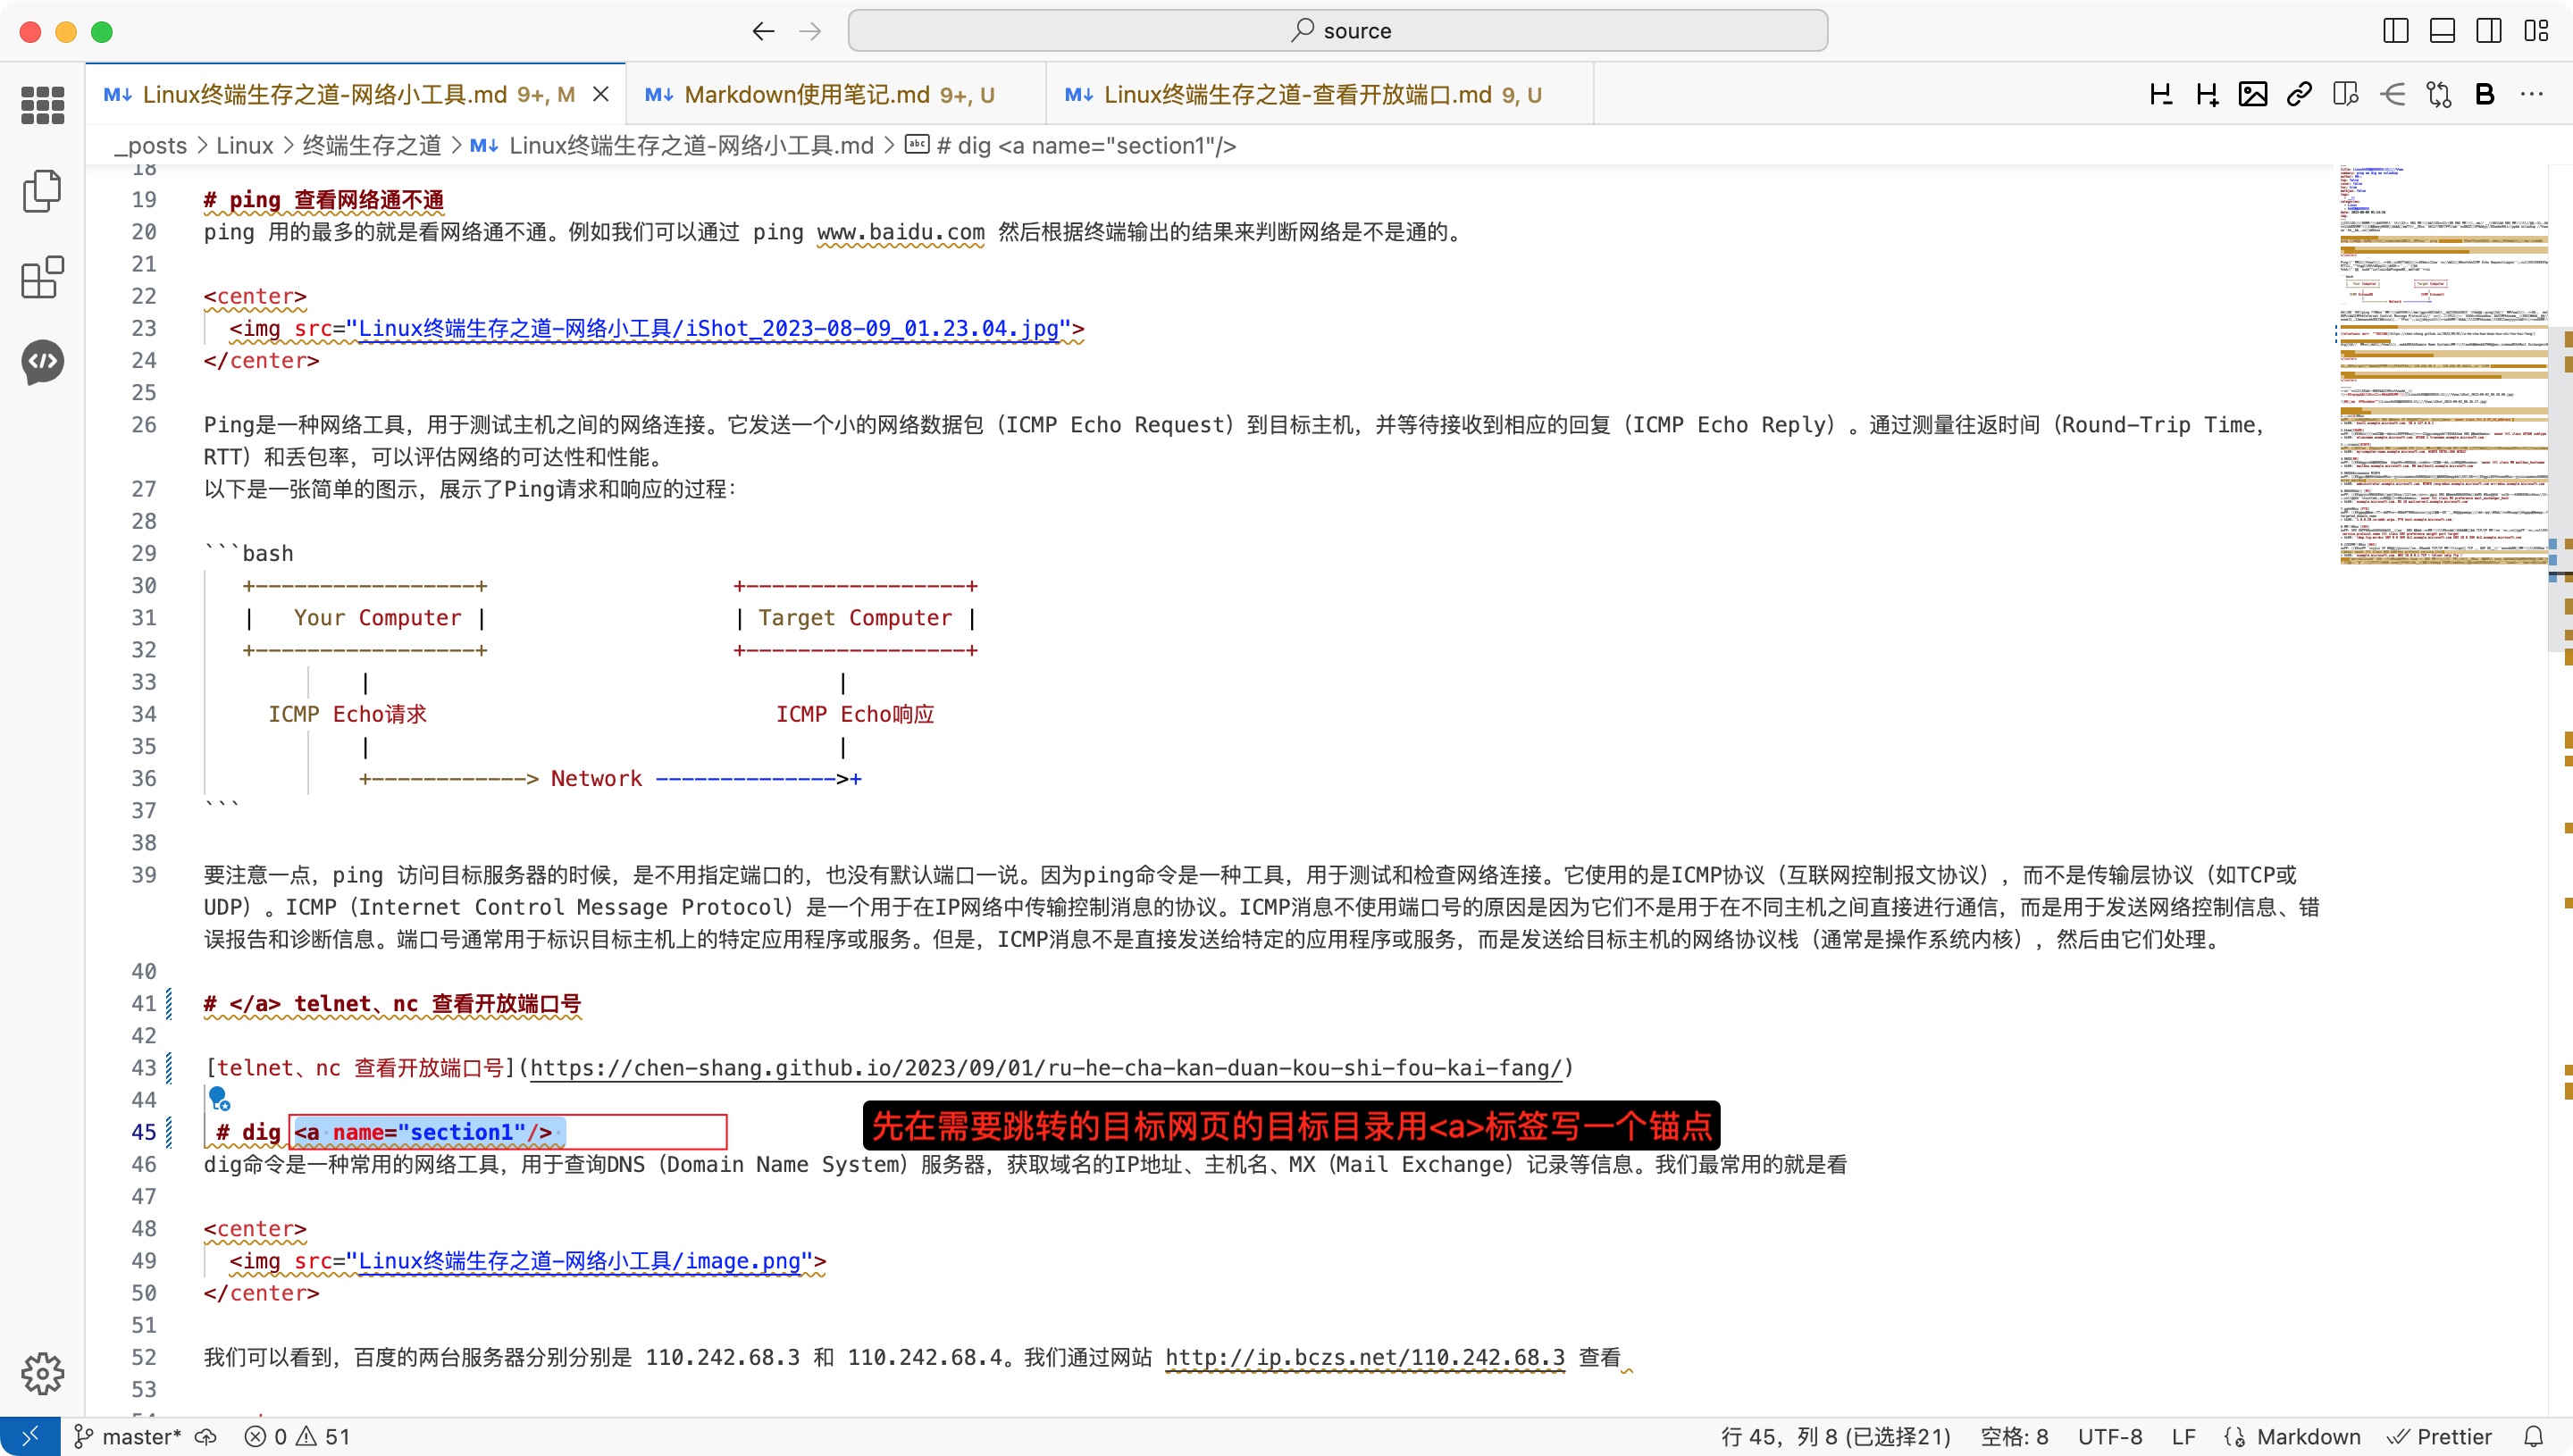 source
Linux终端生存之道-网络小工具.md 9+, M
Markdown使用笔记.md 9+, U
Linux终端生存之道-查看开放端口.md 9, U
_posts > Linux > 终端生存之道 > Linux终端生存之道-网络小工具.md > # dig <a name="section1"/>
18
19 # ping 查看网络通不通
20 ping 用的最多的就是看网络通不通。例如我们可以通过 ping www.baidu.com 然后根据终端输出的结果来判断网络是不是通的。
21
22 <center>
23 <img src="Linux终端生存之道-网络小工具/iShot_2023-08-09_01.23.04.jpg">
24 </center>
25
26 Ping是一种网络工具，用于测试主机之间的网络连接。它发送一个小的网络数据包（ICMP Echo Request）到目标主机，并等待接收到相应的回复（ICMP Echo Reply）。通过测量往返时间（Round-Trip Time，
RTT）和丢包率，可以评估网络的可达性和性能。
27 以下是一张简单的图示，展示了Ping请求和响应的过程：
28
29 ```bash
30 +-----------------+ +-----------------+
31 | Your Computer | | Target Computer |
32 +-----------------+ +-----------------+
33 | |
34 ICMP Echo请求 ICMP Echo响应
35 | |
36 +------------> Network -------------->+
37 ```
38
39 要注意一点，ping 访问目标服务器的时候，是不用指定端口的，也没有默认端口一说。因为ping命令是一种工具，用于测试和检查网络连接。它使用的是ICMP协议（互联网控制报文协议），而不是传输层协议（如TCP或
UDP）。ICMP（Internet Control Message Protocol）是一个用于在IP网络中传输控制消息的协议。ICMP消息不使用端口号的原因是因为它们不是用于在不同主机之间直接进行通信，而是用于发送网络控制信息、错
误报告和诊断信息。端口号通常用于标识目标主机上的特定应用程序或服务。但是，ICMP消息不是直接发送给特定的应用程序或服务，而是发送给目标主机的网络协议栈（通常是操作系统内核），然后由它们处理。
40
41 # </a> telnet、nc 查看开放端口号
42
43 [telnet、nc 查看开放端口号](https://chen-shang.github.io/2023/09/01/ru-he-cha-kan-duan-kou-shi-fou-kai-fang/)
44
45 # dig <a name="section1"/>
先在需要跳转的目标网页的目标目录用<a>标签写一个锚点
46 dig命令是一种常用的网络工具，用于查询DNS（Domain Name System）服务器，获取域名的IP地址、主机名、MX（Mail Exchange）记录等信息。我们最常用的就是看
47
48 <center>
49 <img src="Linux终端生存之道-网络小工具/image.png">
50 </center>
51
52 我们可以看到，百度的两台服务器分别分别是 110.242.68.3 和 110.242.68.4。我们通过网站 http://ip.bczs.net/110.242.68.3 查看
53
master* 0 51 行 45，列 8 (已选择21) 空格: 8 UTF-8 LF Markdown Prettier